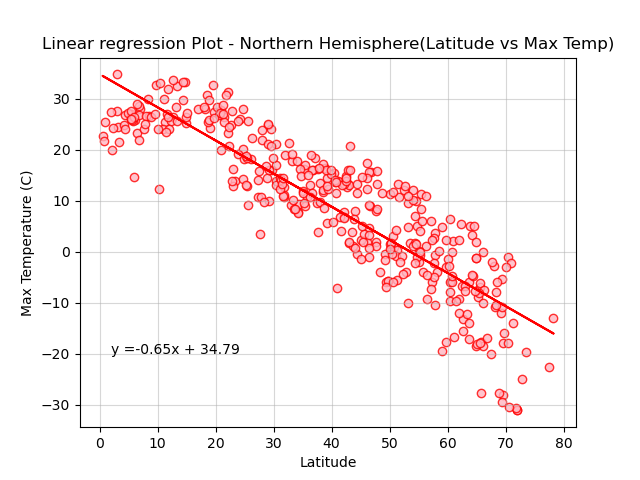 Linear regression Plot - Northern Hemisphere(Latitude vs Max Temp)
Max Temperature (C)
30
20
10
0
−10
−20
−30
y =-0.65x + 34.79
0 10 20 30 40 50 60 70 80
Latitude